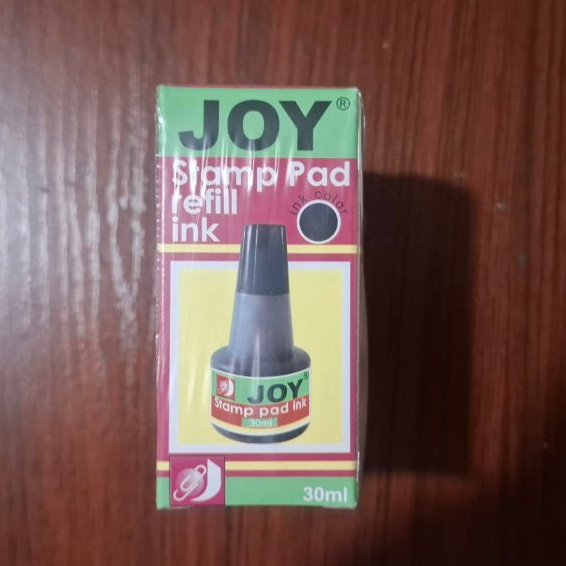 JOY®
Stamp Pad
refill
ink
ink color
JOY®
Stamp pad ink
30ml
30ml